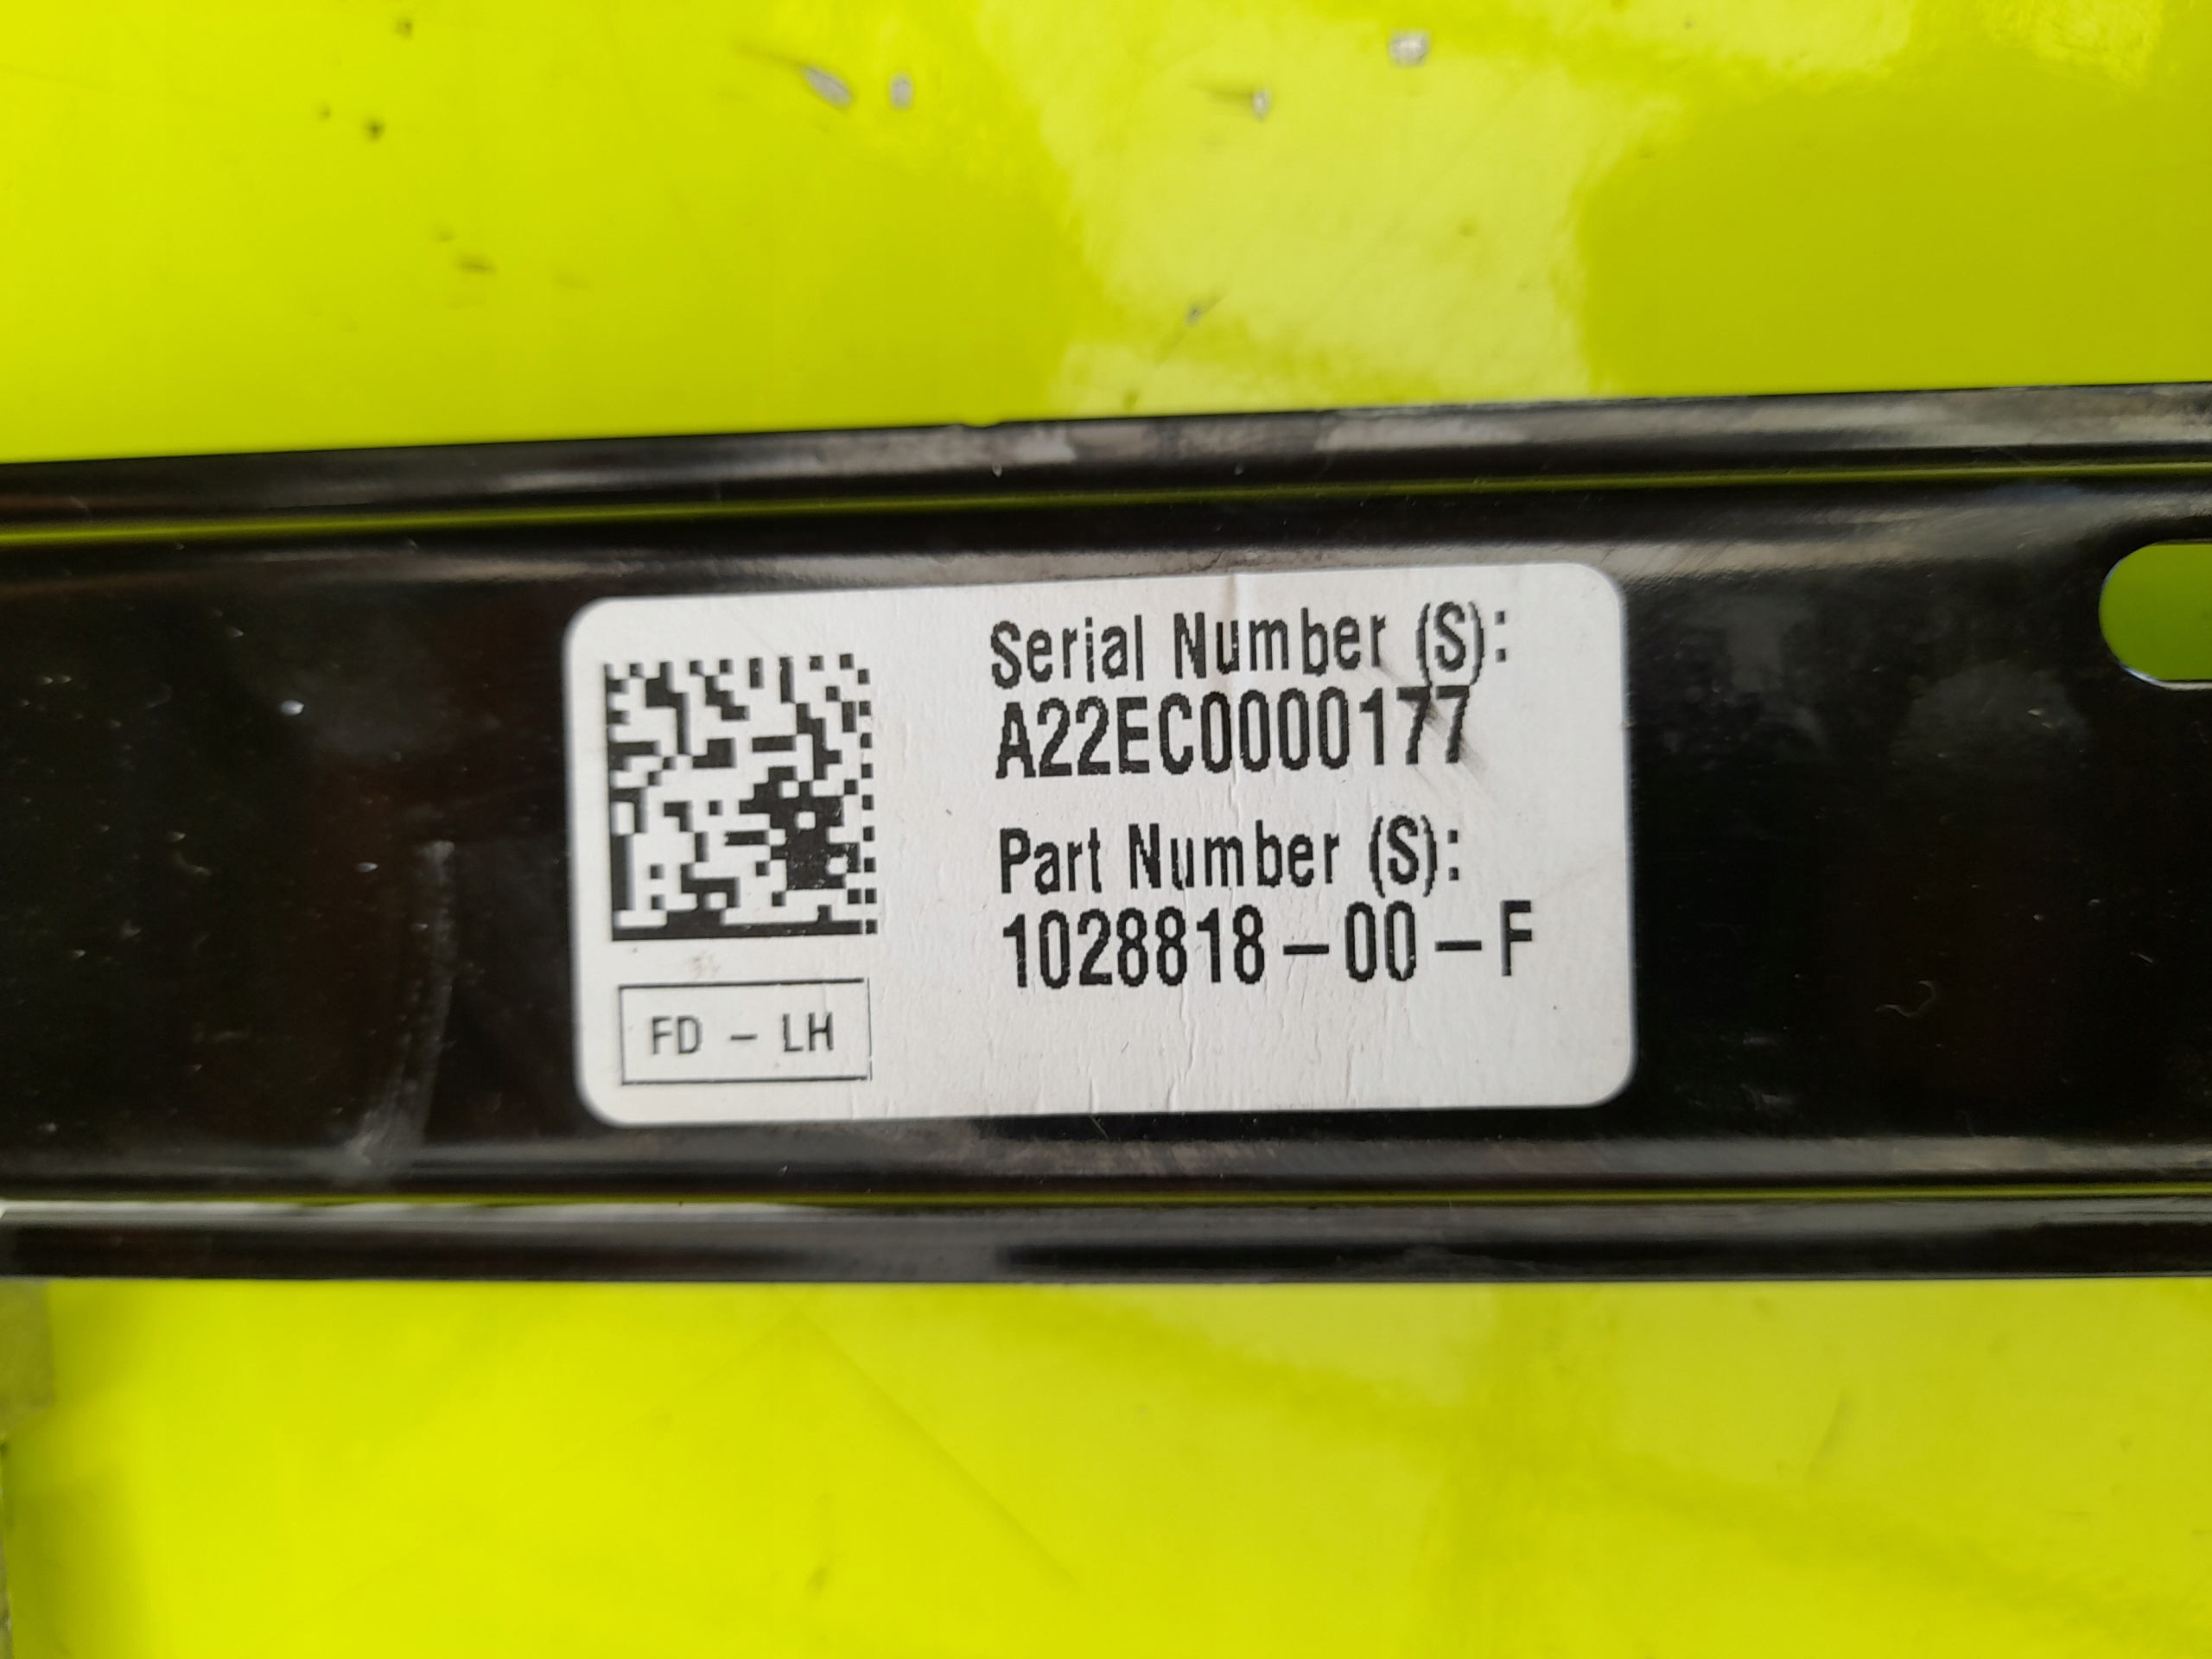 Serial Number (S):
A22EC0000177
Part Number (S):
1028818-00-F
FD - LH